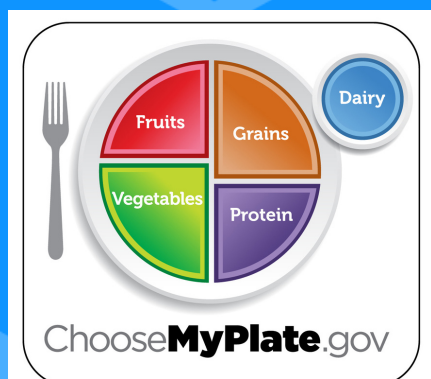 Fruits
Grains
Dairy
Vegetables
Protein
ChooseMyPlate.gov